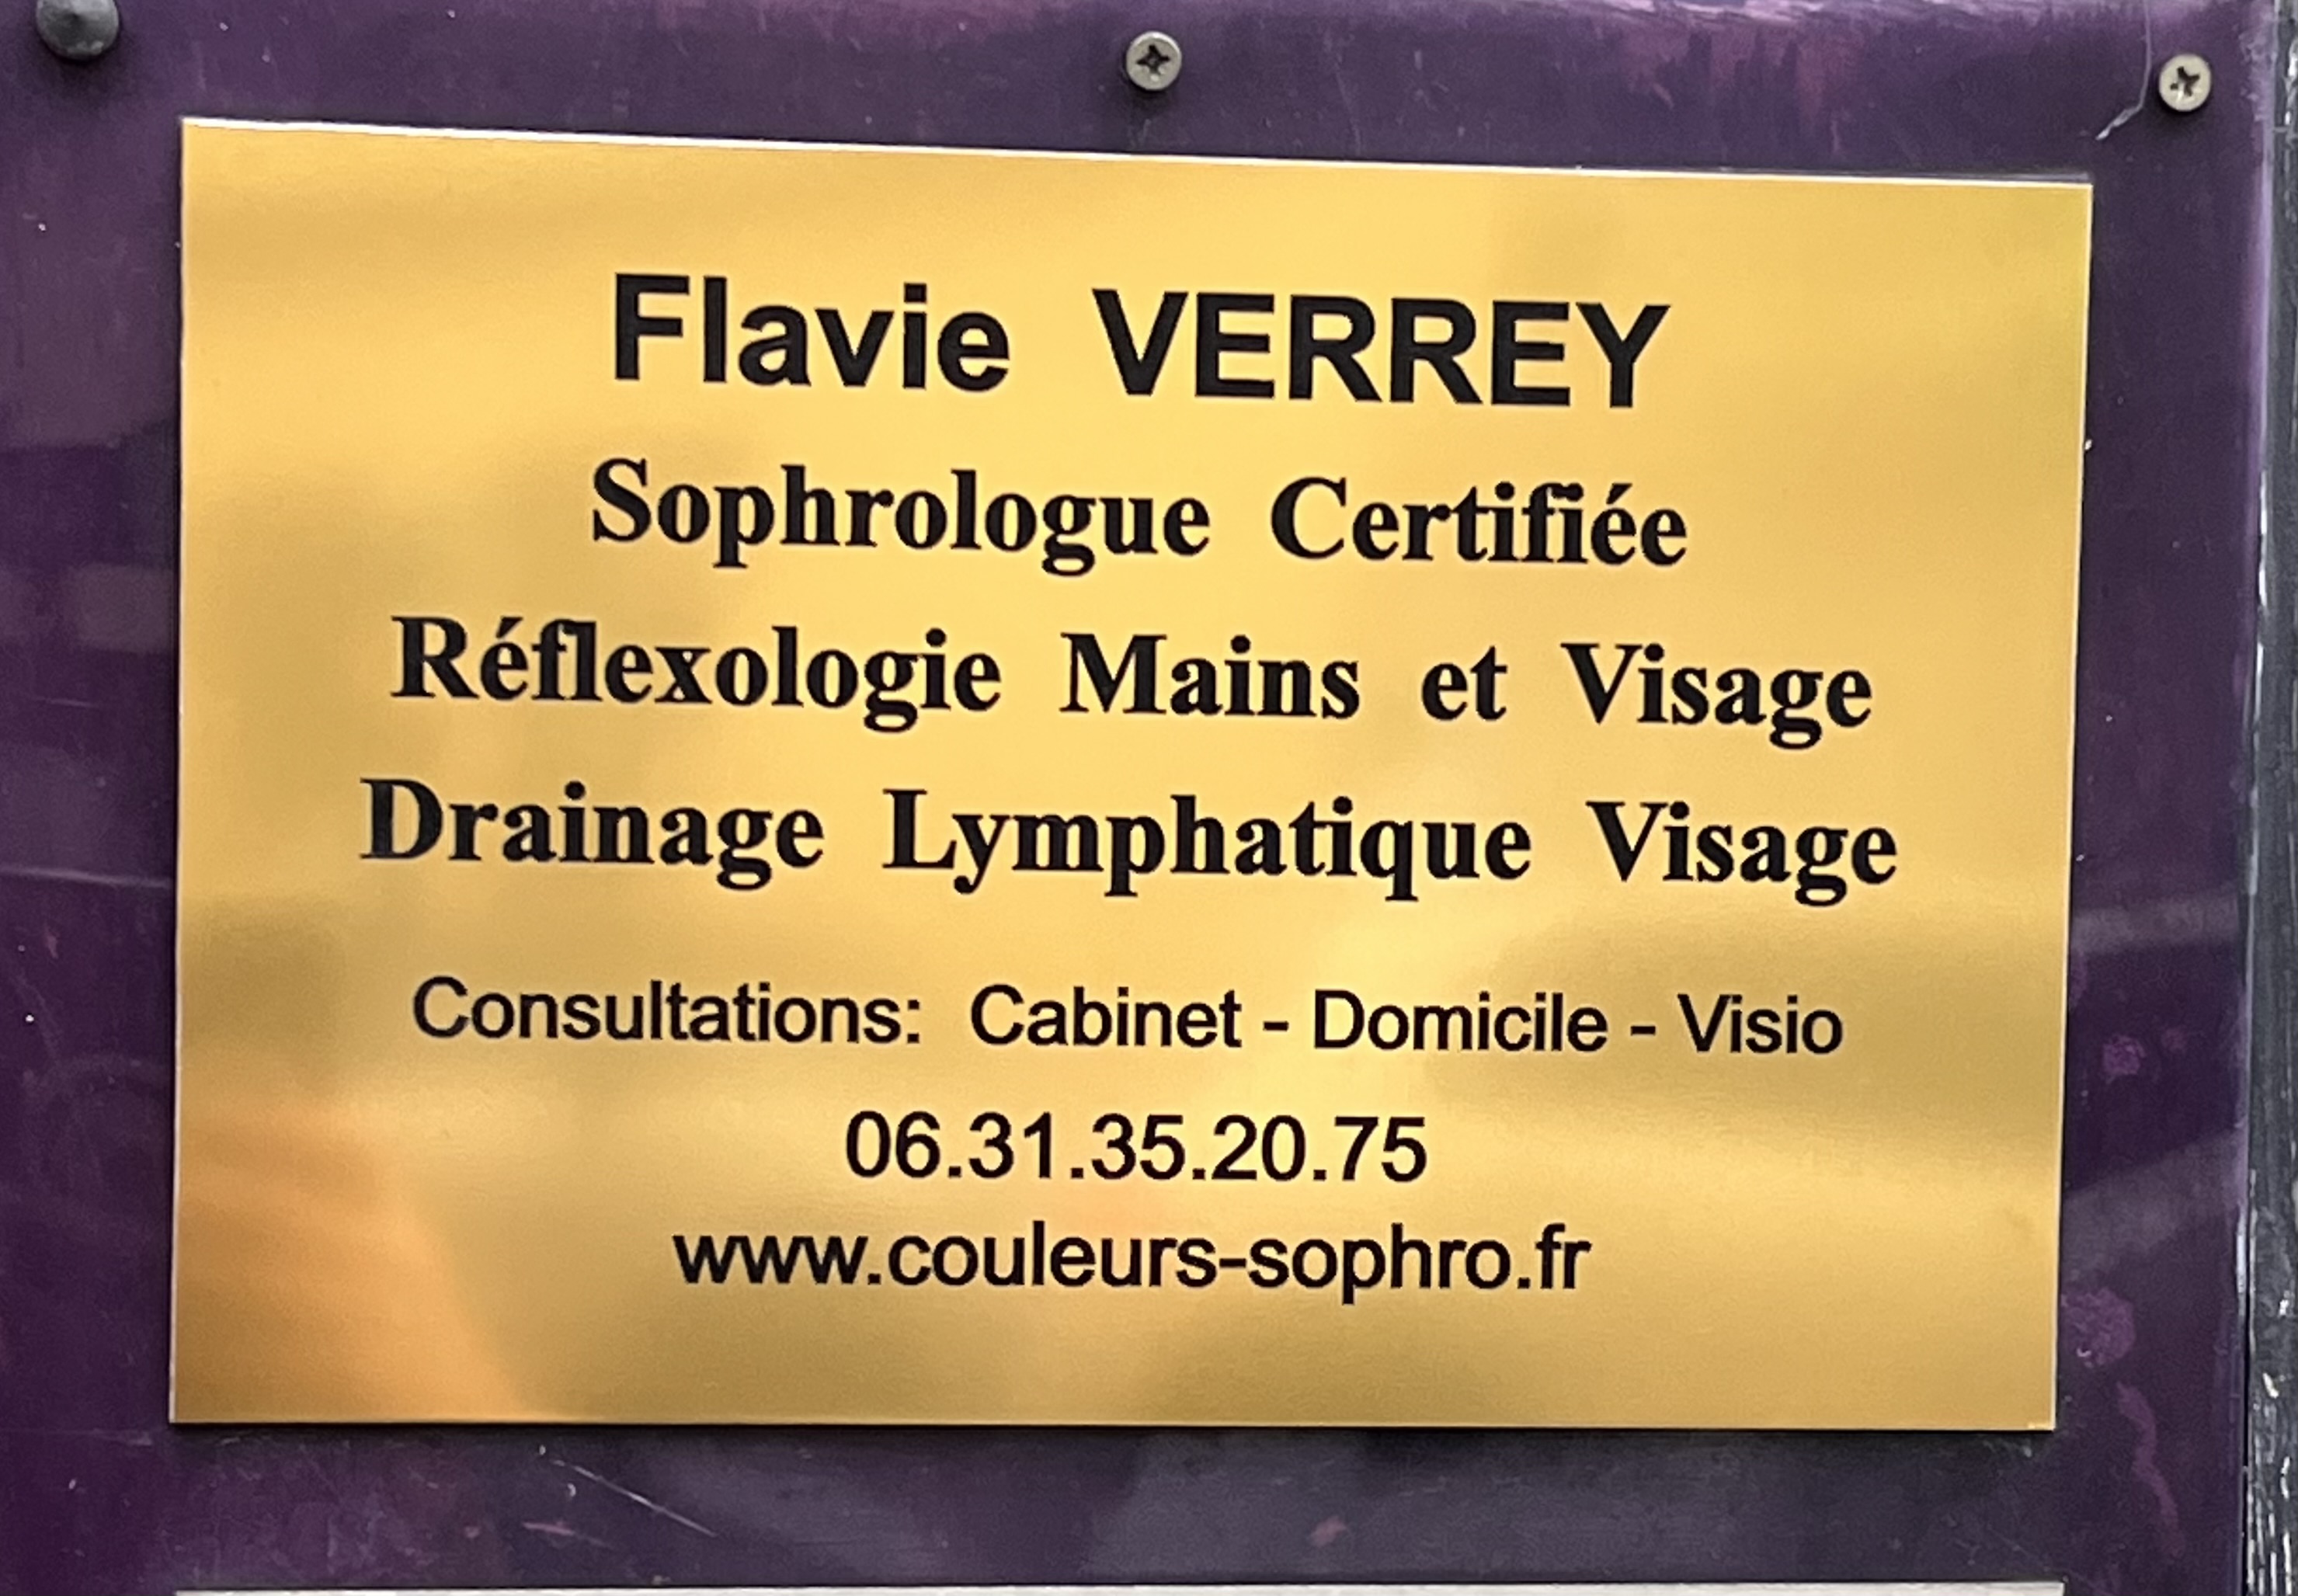 Flavie VERREY
Sophrologue Certifiée
Réflexologie Mains et Visage
Drainage Lymphatique Visage
Consultations: Cabinet - Domicile - Visio
06.31.35.20.75
www.couleurs-sophro.fr